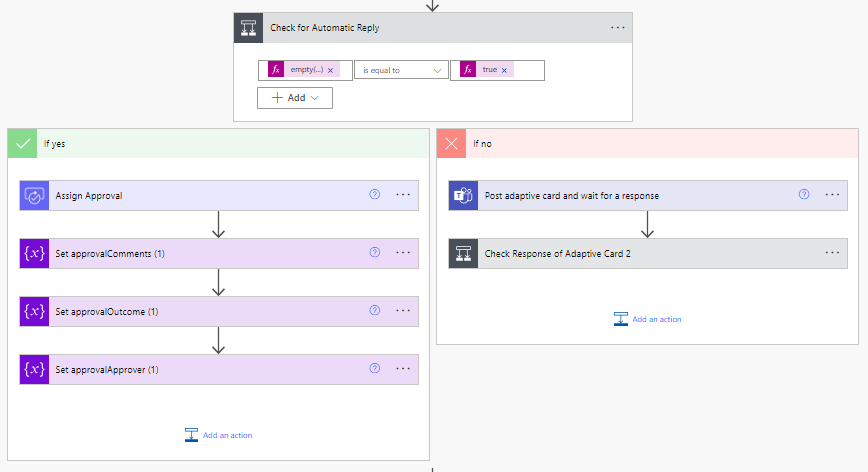 Check for Automatic Reply
fx empty(...) x is equal to fx true x
Add
If yes
Assign Approval
{x} Set approvalComments (1)
{x} Set approvalOutcome (1)
{x} Set approvalApprover (1)
Add an action
If no
T Post adaptive card and wait for a response
Check Response of Adaptive Card 2
Add an action